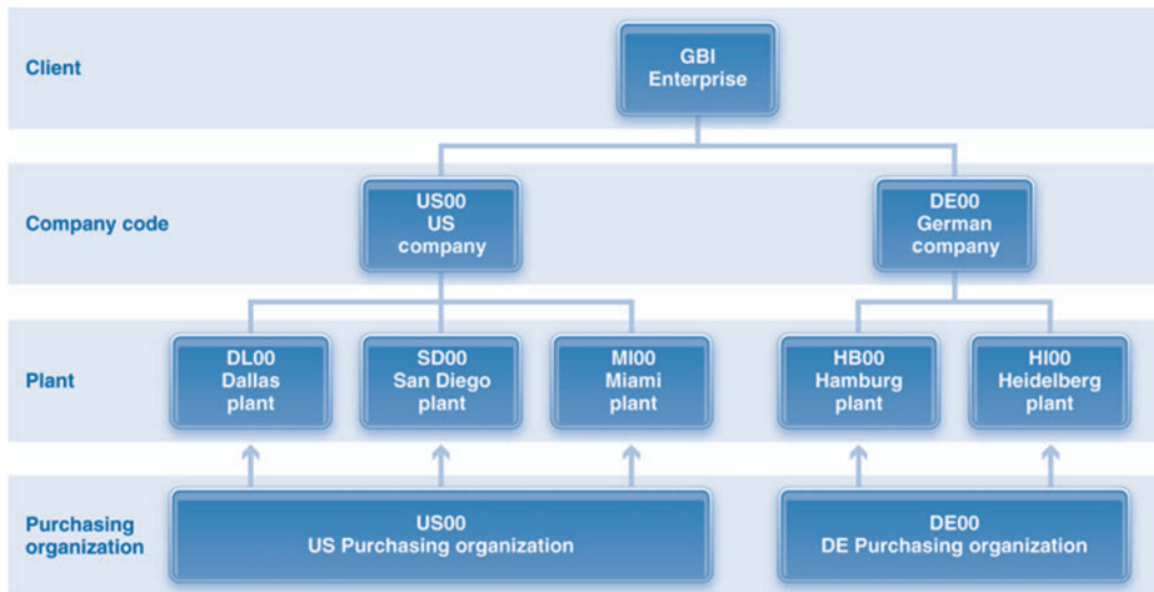 Client
GBI
Enterprise
Company code
US00
US
company
DE00
German
company
Plant
DL00
Dallas
plant
SD00
San Diego
plant
MI00
Miami
plant
HB00
Hamburg
plant
HI00
Heidelberg
plant
Purchasing
organization
US00
US Purchasing organization
DE00
DE Purchasing organization